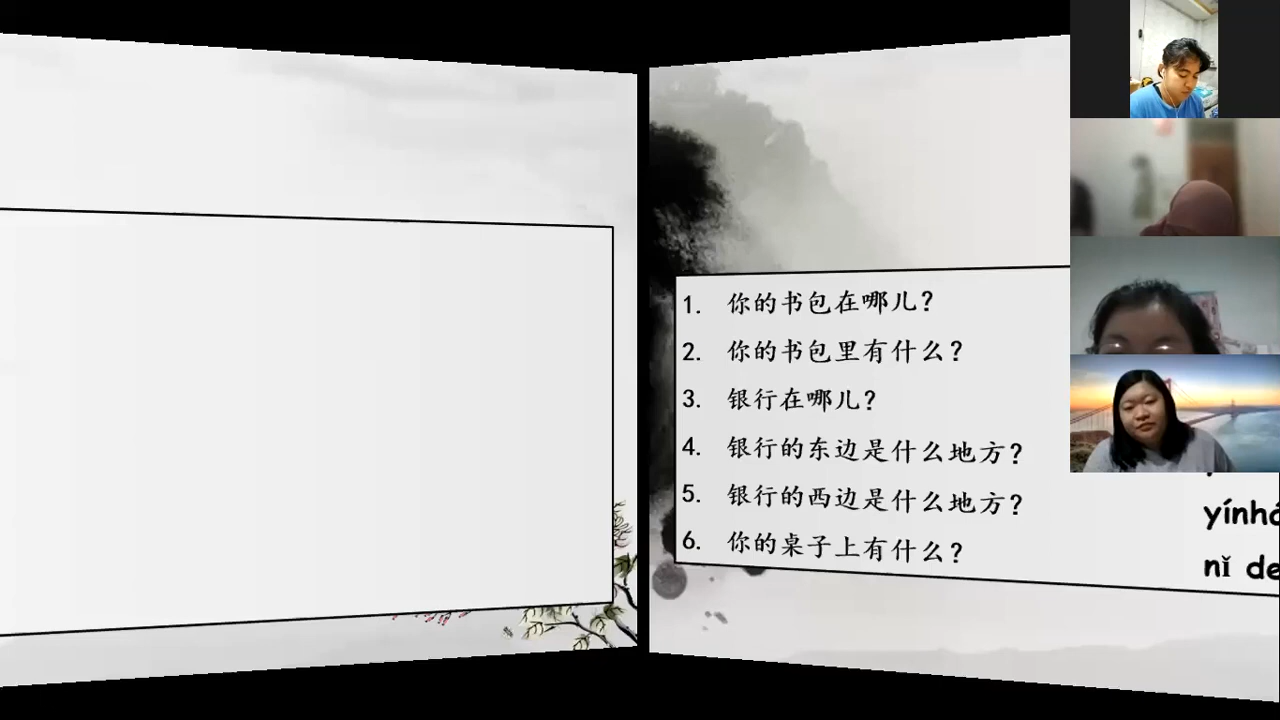 1. 你的书包在哪儿？
2. 你的书包里有什么？
3. 银行在哪儿？
4. 银行的东边是什么地方？
5. 银行的西边是什么地方？
6. 你的桌子上有什么？
nǐ de